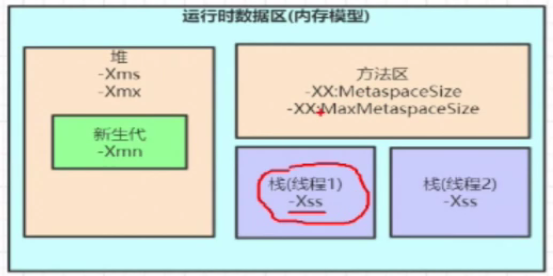 运行时数据区(内存模型)
堆
-Xms
-Xmx
新生代
-Xmn
方法区
-XX:MetaspaceSize
-XX:MaxMetaspaceSize
栈(线程1)
-Xss
栈(线程2)
-Xss